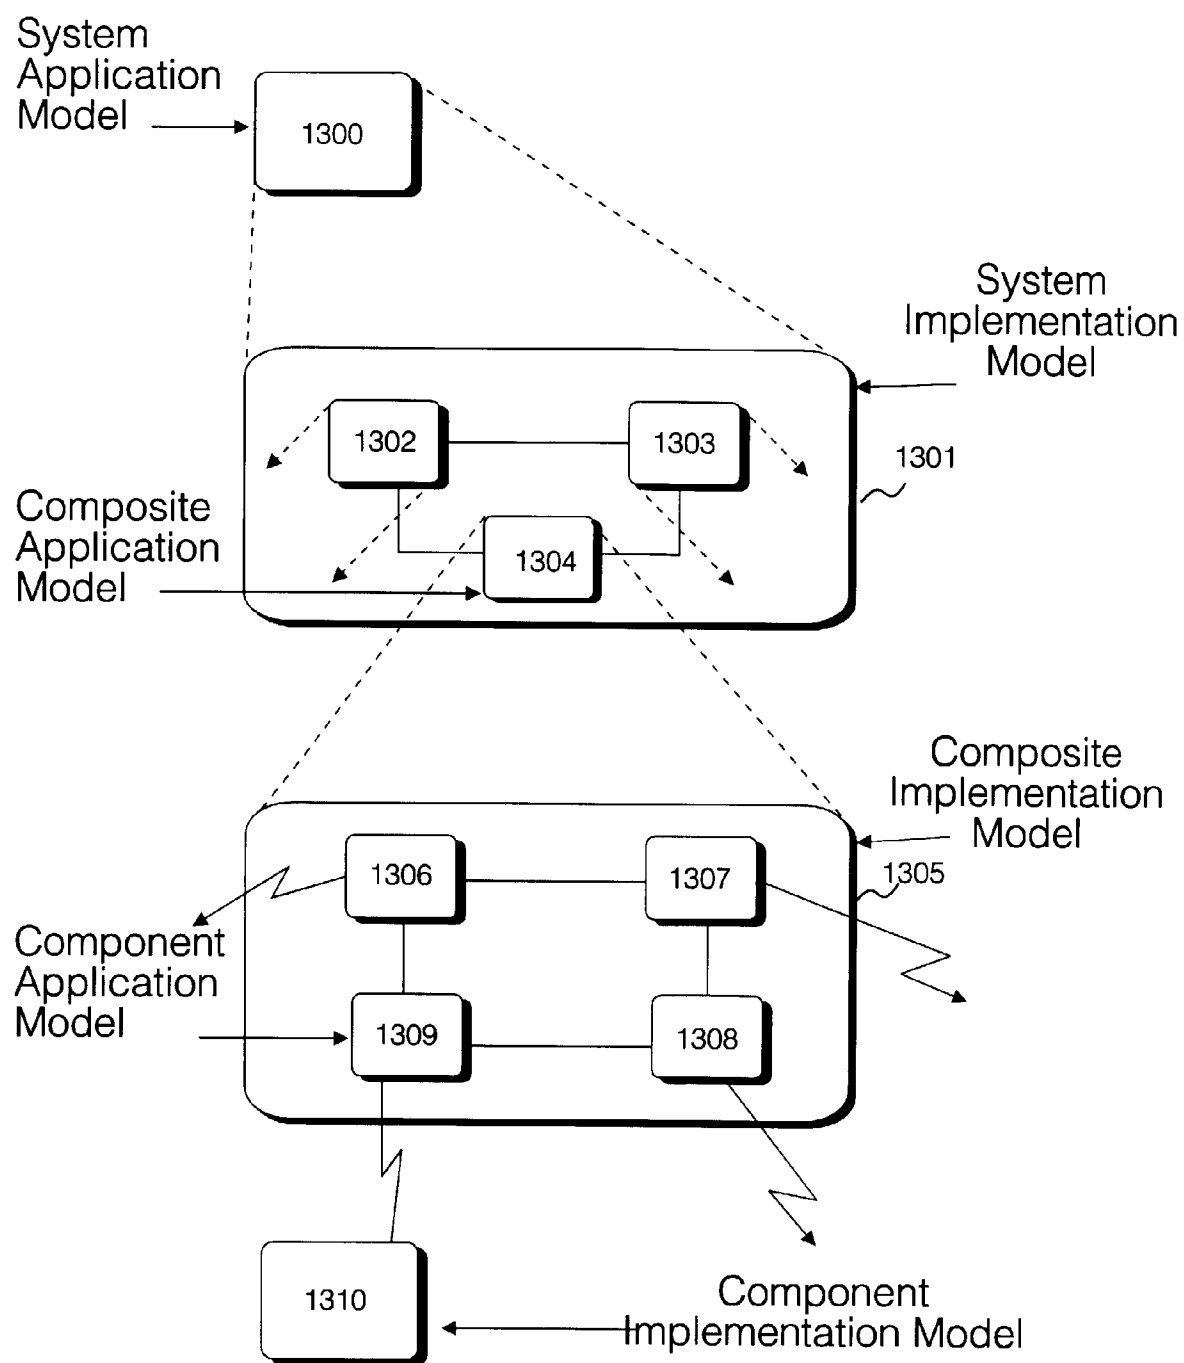 System
Application
Model
1300
System
Implementation
Model
1302
1303
1301
Composite
Application
Model
1304
Composite
Implementation
Model
1306
1307
1305
Component
Application
Model
1309
1308
1310
Component
Implementation Model